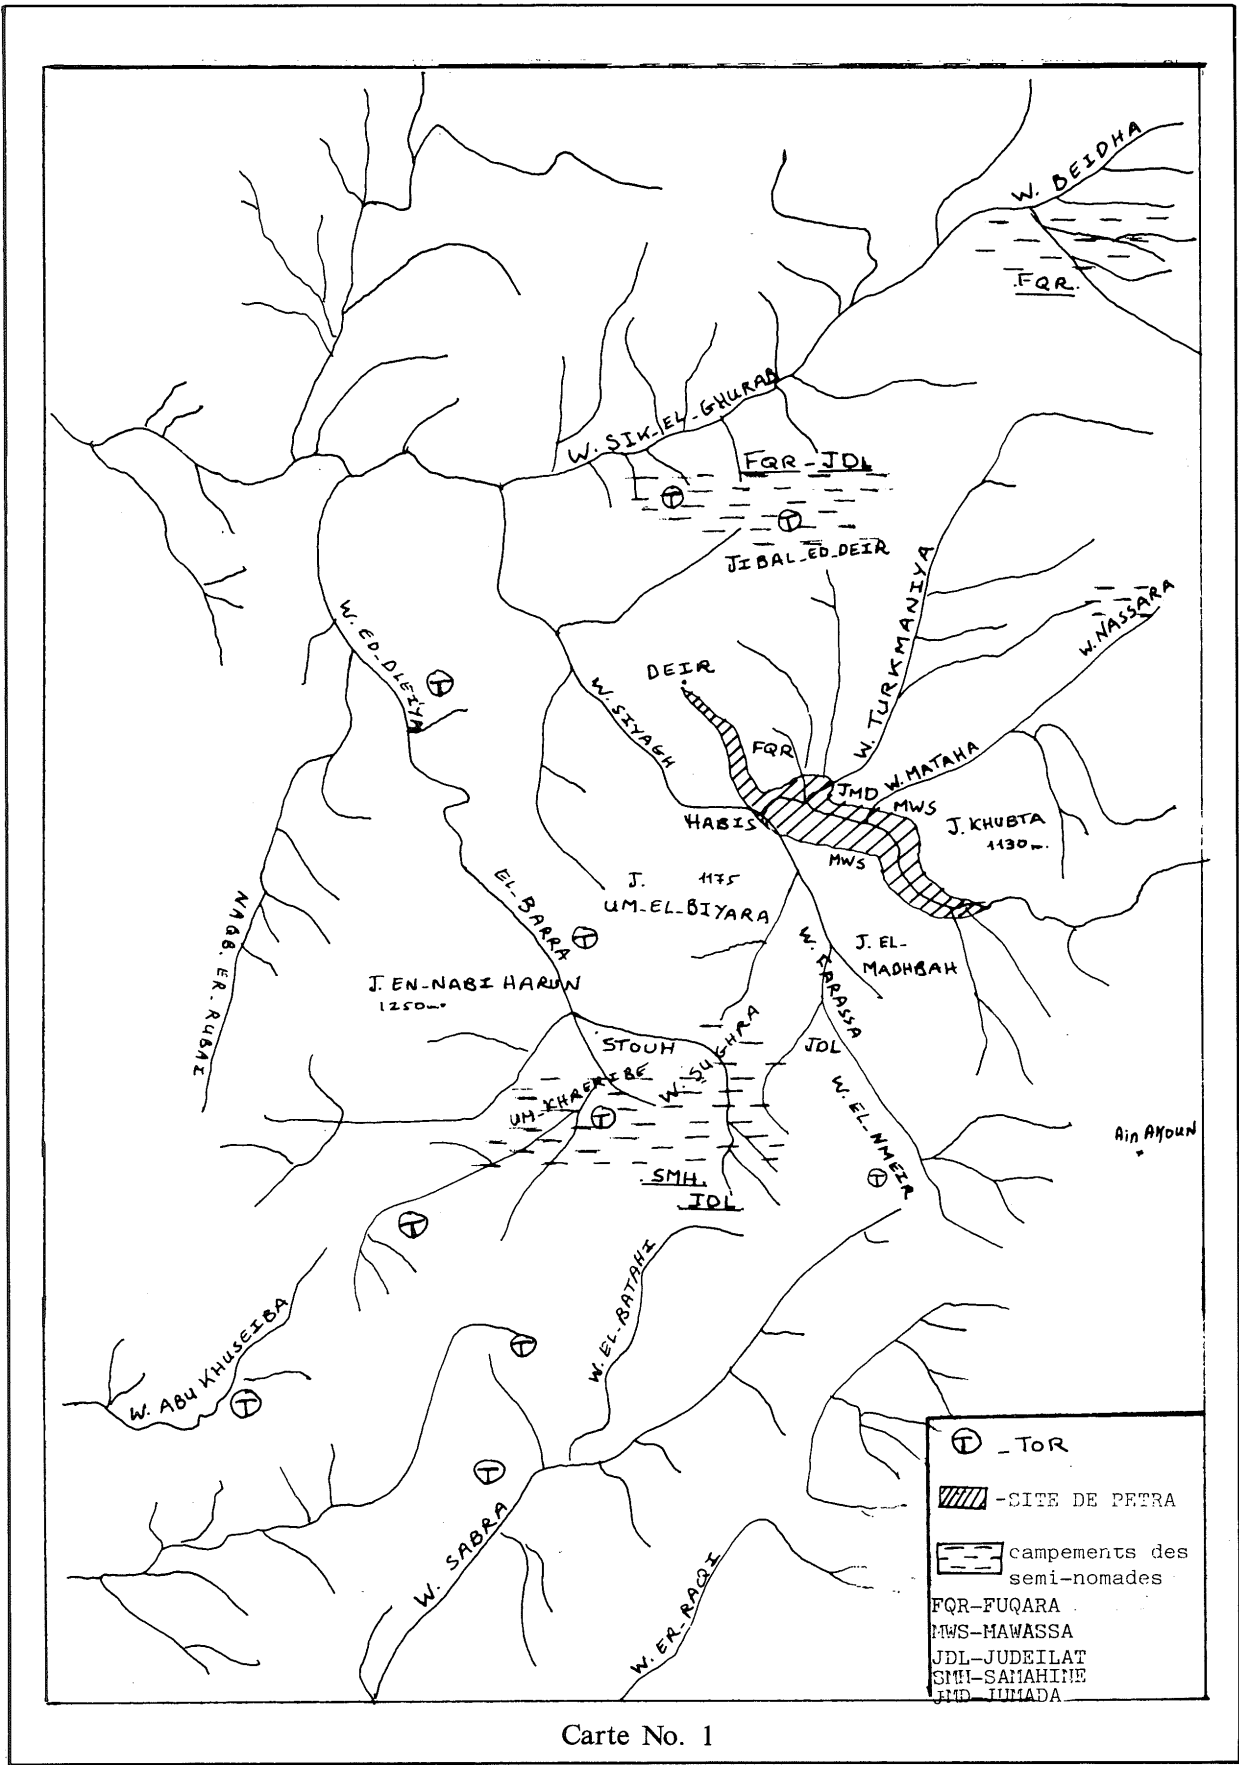 W. BEIDHA
FQR.
W. SIK-EL-GHURAB
FQR - JDL
T
T
JIBAL-ED-DEIR
W. TURKMANIYA
W. NASSARA
W. ED-DLEIYA
T
DEIR
W. SIYAGH
FQR
W. MATAHA
JMD
MWS
HABIS
J. KHUBTA
1130m.
MWS
J. 1175
UM-EL-BIYARA
EL-BARRA
T
NAQB. ER-RUBAI
J. EL-
MADHBAH
W. FARASSA
J. EN-NABI HARUN
1250m.
STOUH
W. SUGHRA
JDL
UM-KHRERIBE
T
W. EL-NMEIR
T
Ain AMOUN
SMH.
JDL
T
W. EL-BATAHI
W. ABU KHUSEIBA
T
T
T
W. SABRA
W. ER-RAQI
T - TOR
-SITE DE PETRA
campements des
semi-nomades
FQR-FUQARA
MWS-MAWASSA
JDL-JUDEILAT
SMH-SAMAHINE
JMD-JUMADA
Carte No. 1